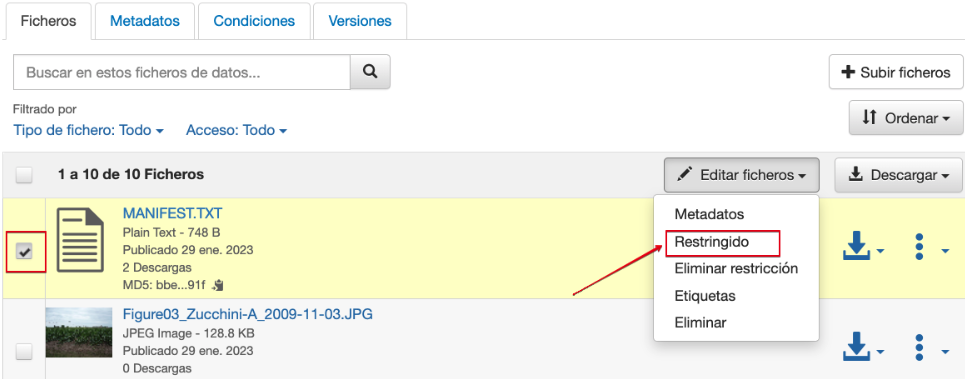 Ficheros
Metadatos
Condiciones
Versiones
Buscar en estos ficheros de datos...
Subir ficheros
Filtrado por
Tipo de fichero: Todo
Acceso: Todo
Ordenar
1 a 10 de 10 Ficheros
Editar ficheros
Descargar
Metadatos
Restringido
Eliminar restricción
Etiquetas
Eliminar
MANIFEST.TXT
Plain Text - 748 B
Publicado 29 ene. 2023
2 Descargas
MD5: bbe...91f
Figure03_Zucchini-A_2009-11-03.JPG
JPEG Image - 128.8 KB
Publicado 29 ene. 2023
0 Descargas